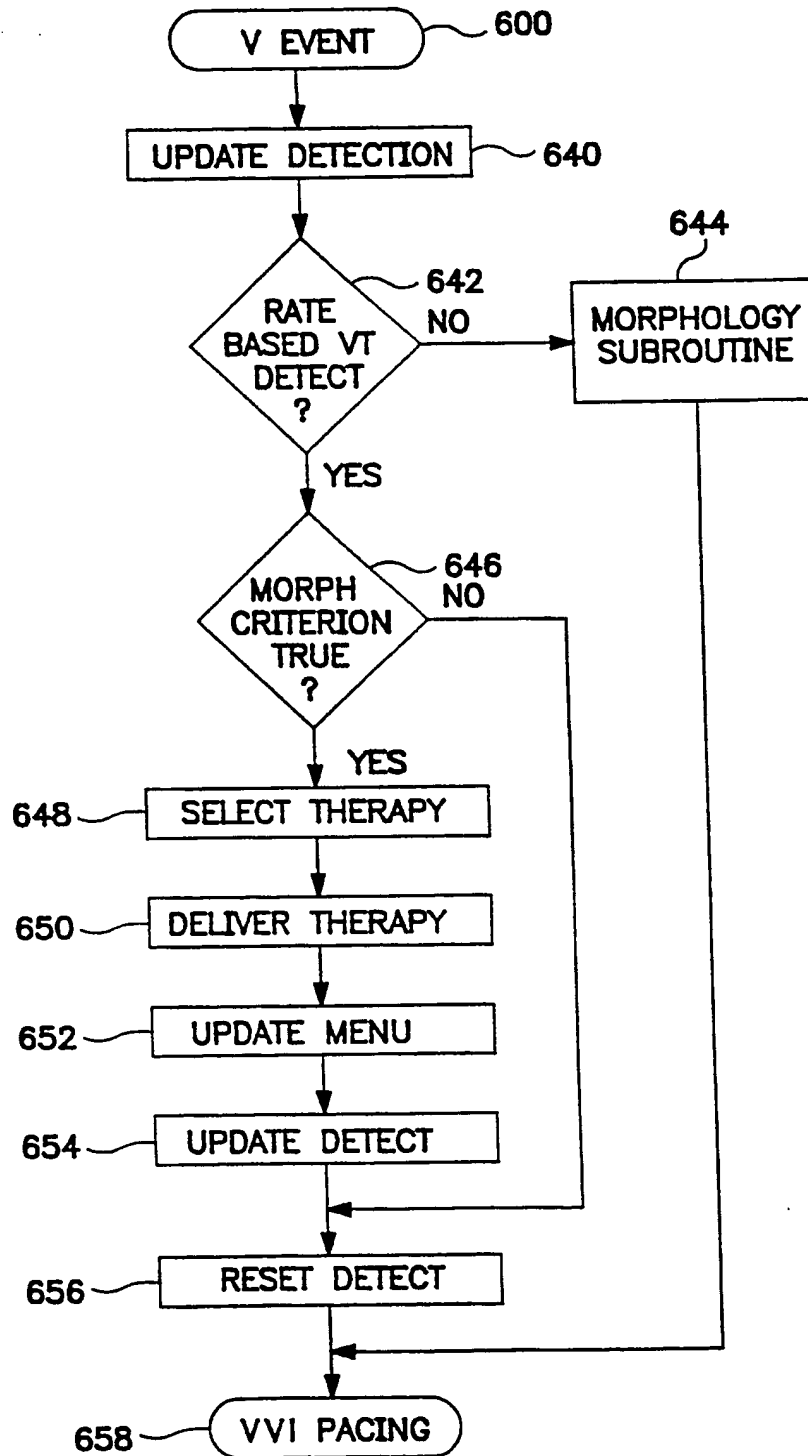 V EVENT
600
UPDATE DETECTION
640
RATE
BASED VT
DETECT
?
642
NO
644
MORPHOLOGY
SUBROUTINE
YES
MORPH
CRITERION
TRUE
?
646
NO
YES
648
SELECT THERAPY
650
DELIVER THERAPY
652
UPDATE MENU
654
UPDATE DETECT
656
RESET DETECT
658
VVI PACING